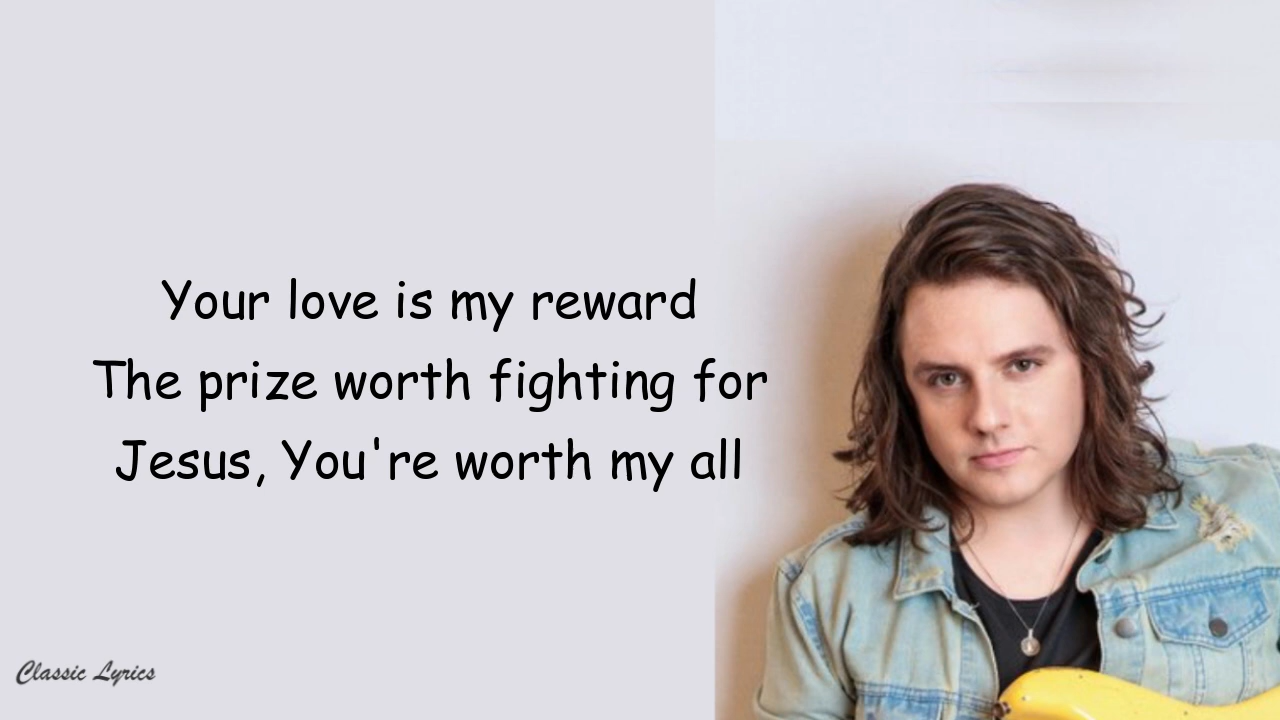 Your love is my reward
The prize worth fighting for
Jesus, You're worth my all
Classic Lyrics